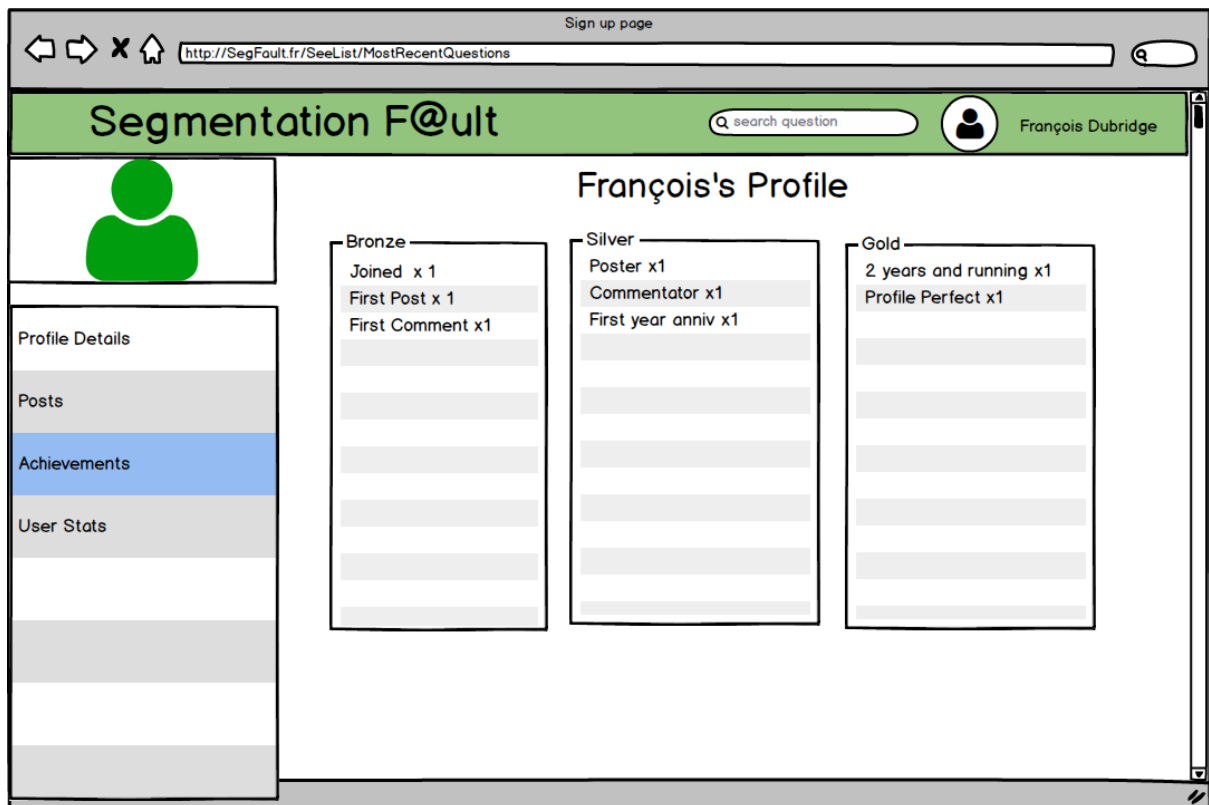 Sign up page
http://SegFault.fr/SeeList/MostRecentQuestions
Segmentation F@ult
search question
François Dubridge
François's Profile
Profile Details
Posts
Achievements
User Stats
Bronze
Joined x 1
First Post x 1
First Comment x1
Silver
Poster x1
Commentator x1
First year anniv x1
Gold
2 years and running x1
Profile Perfect x1